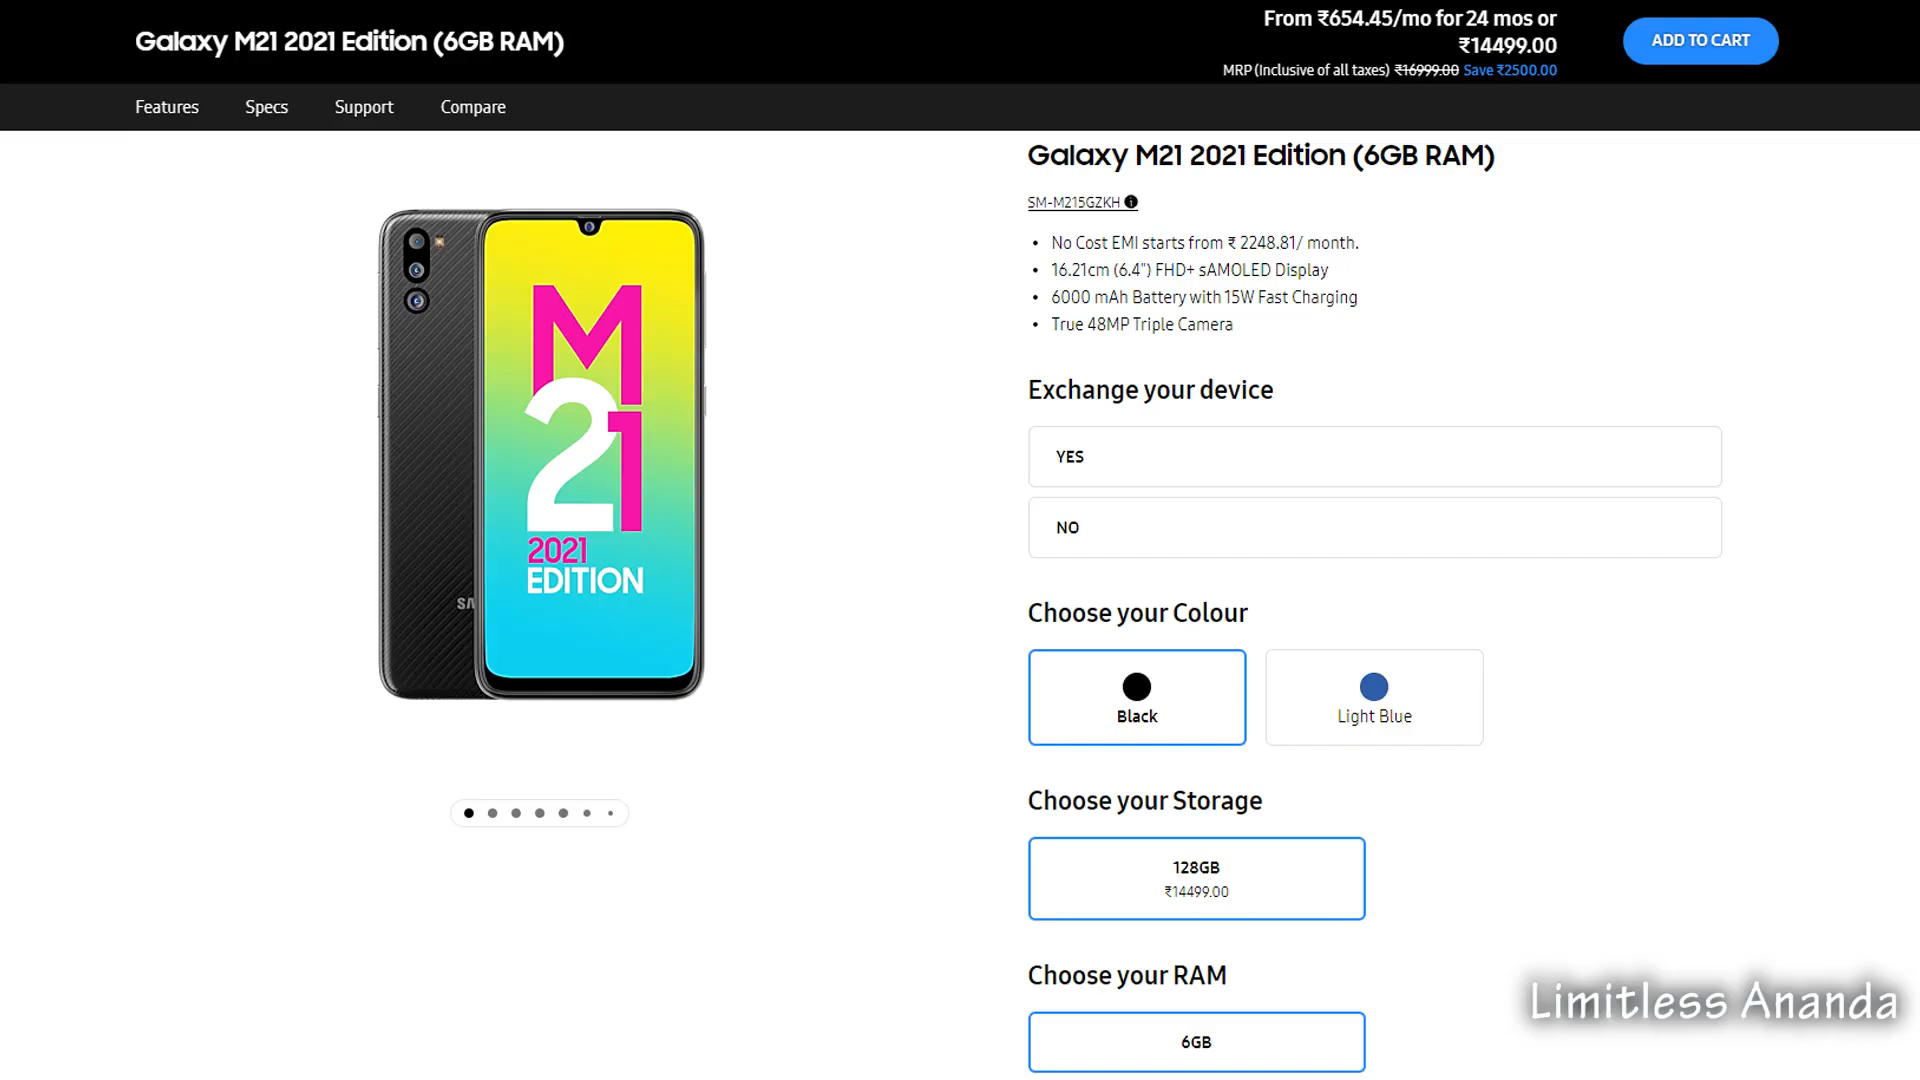 Galaxy M21 2021 Edition (6GB RAM)
From ₹654.45/mo for 24 mos or
₹14499.00
MRP (Inclusive of all taxes) ₹16999.00 Save ₹2500.00
ADD TO CART
Features
Specs
Support
Compare
M
21
2021
EDITION
Galaxy M21 2021 Edition (6GB RAM)
SM-M215GZKH
• No Cost EMI starts from ₹ 2248.81/ month.
• 16.21cm (6.4") FHD+ sAMOLED Display
• 6000 mAh Battery with 15W Fast Charging
• True 48MP Triple Camera
Exchange your device
YES
NO
Choose your Colour
Black
Light Blue
Choose your Storage
128GB
₹14499.00
Choose your RAM
6GB
Limitless Ananda